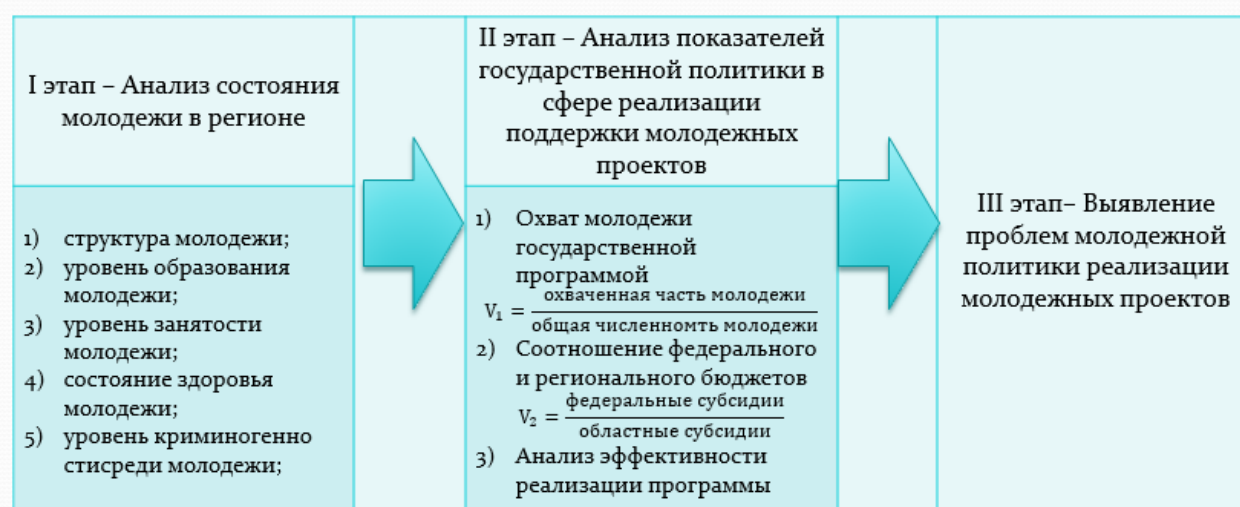 I этап – Анализ состояния
молодежи в регионе
1) структура молодежи;
2) уровень образования
молодежи;
3) уровень занятости
молодежи;
4) состояние здоровья
молодежи;
5) уровень криминогенно
стисреди молодежи;
II этап – Анализ показателей
государственной политики в
сфере реализации
поддержки молодежных
проектов
1) Охват молодежи
государственной
программой
V₁ = охваченная часть молодежи
общая численномть молодежи
2) Соотношение федерального
и регионального бюджетов
V₂ = федеральные субсидии
областные субсидии
3) Анализ эффективности
реализации программы
III этап– Выявление
проблем молодежной
политики реализации
молодежных проектов